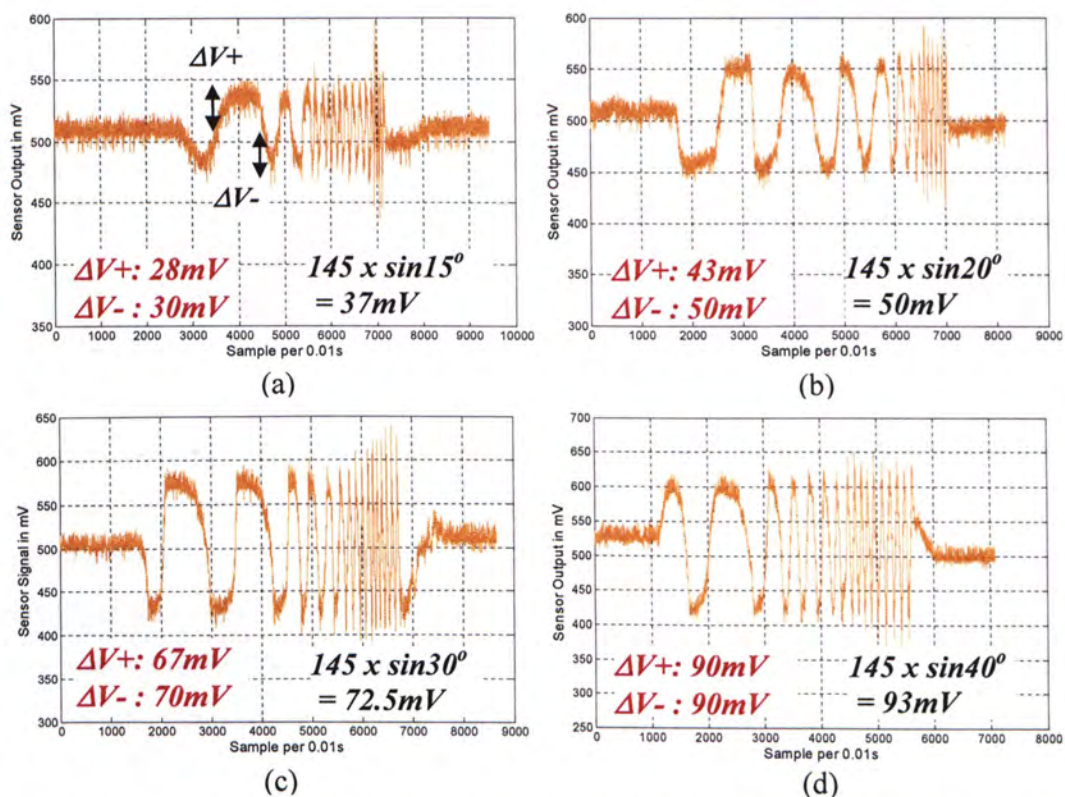 600
550
500
450
400
350
Sensor Output in mV
ΔV+
ΔV-
ΔV+: 28mV
ΔV- : 30mV
145 x sin15°
= 37mV
0 1000 2000 3000 4000 5000 6000 7000 8000 9000 10000
Sample per 0.01s
(a)
600
550
500
450
400
350
300
Sensor Output in mV
ΔV+: 43mV
ΔV- : 50mV
145 x sin20°
= 50mV
0 1000 2000 3000 4000 5000 6000 7000 8000 9000
Sample per 0.01s
(b)
650
600
550
500
450
400
350
300
Sensor Signal in mV
ΔV+: 67mV
ΔV- : 70mV
145 x sin30°
= 72.5mV
0 1000 2000 3000 4000 5000 6000 7000 8000 9000
Sample per 0.01s
(c)
700
650
600
550
500
450
400
350
300
250
Sensor Output in mV
ΔV+: 90mV
ΔV- : 90mV
145 x sin40°
= 93mV
0 1000 2000 3000 4000 5000 6000 7000 8000
Sample per 0.01s
(d)